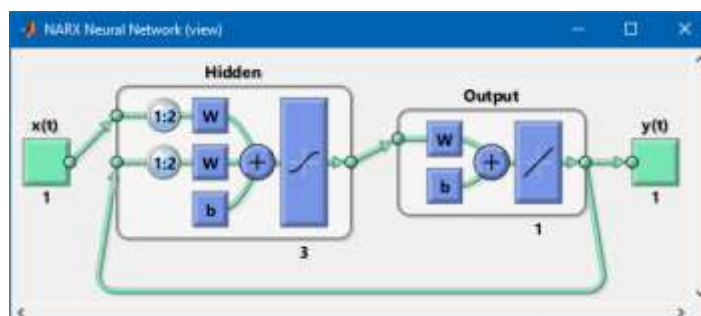 NARX Neural Network (view)
Hidden
Output
x(t)
y(t)
1:2
W
1:2
W
b
W
b
1
3
1
1